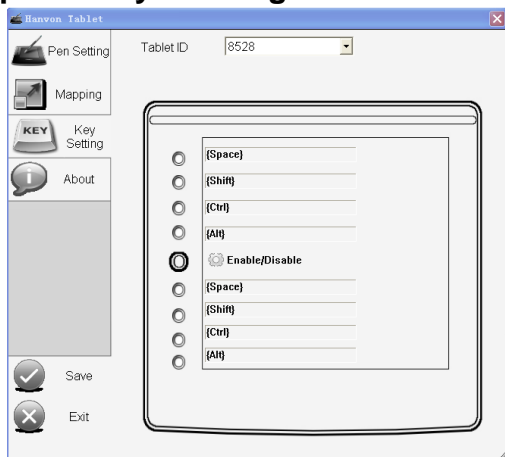 Hanvon Tablet
Pen Setting
Tablet ID
8528
Mapping
KEY
Key
Setting
About
{Space}
{Shift}
{Ctrl}
{Alt}
Enable/Disable
{Space}
{Shift}
{Ctrl}
{Alt}
Save
Exit